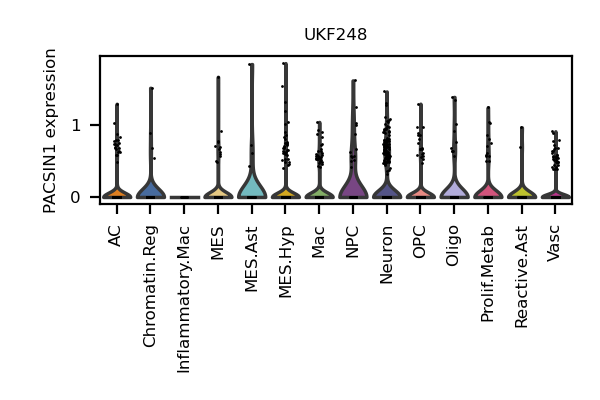 UKF248
PACSIN1 expression
1
0
AC
Chromatin.Reg
Inflammatory.Mac
MES
MES.Ast
MES.Hyp
Mac
NPC
Neuron
OPC
Oligo
Prolif.Metab
Reactive.Ast
Vasc